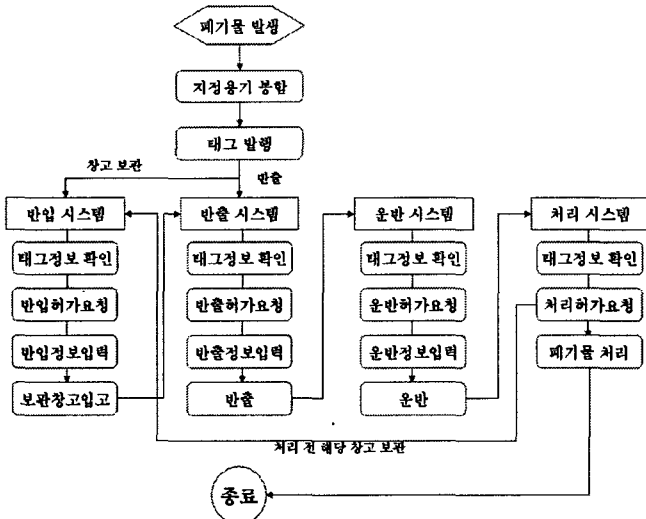 폐기물 발생
지정용기 봉함
태그 발행
창고 보관
반출
반입 시스템
반출 시스템
운반 시스템
처리 시스템
태그정보 확인
태그정보 확인
태그정보 확인
태그정보 확인
반입허가요청
반출허가요청
운반허가요청
처리허가요청
반입정보입력
반출정보입력
운반정보입력
폐기물 처리
보관창고입고
반출
운반
처리 전 해당 창고 보관
종료